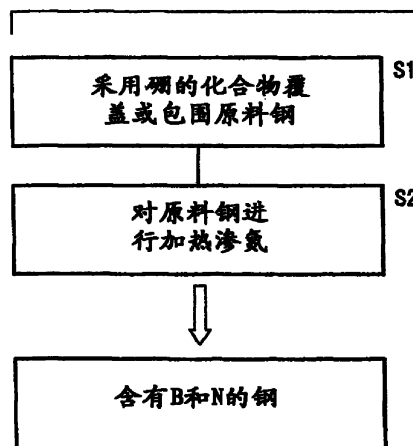 S1
采用硼的化合物覆
盖或包围原料钢
S2
对原料钢进
行加热渗氮
含有B和N的钢